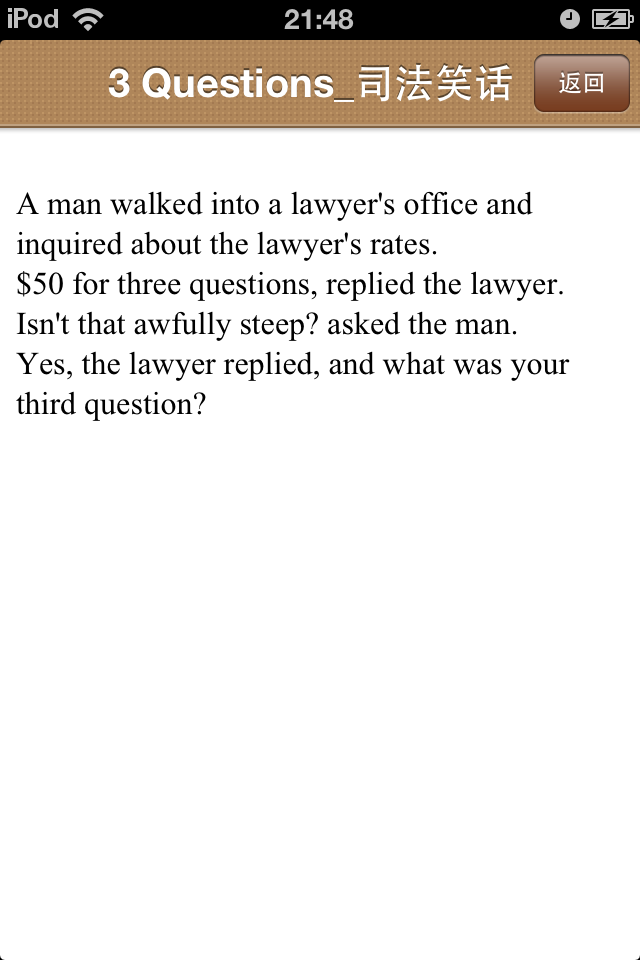 iPod 21:48
3 Questions_司法笑话 返回
A man walked into a lawyer's office and
inquired about the lawyer's rates.
$50 for three questions, replied the lawyer.
Isn't that awfully steep? asked the man.
Yes, the lawyer replied, and what was your
third question?